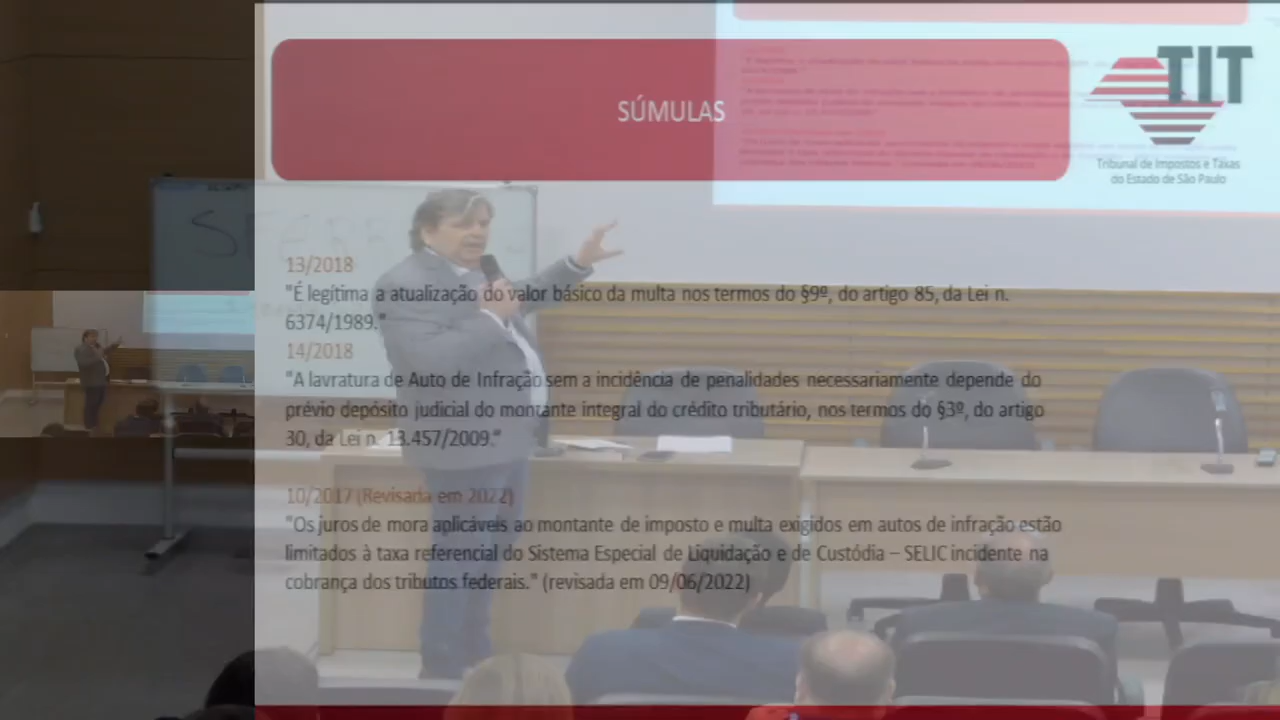 SÚMULAS
TIT
Tribunal de Impostos e Taxas
do Estado de São Paulo
13/2018
"É legítima a atualização do valor básico da multa nos termos do §9º, do artigo 85, da Lei n.
6374/1989."
14/2018
"A lavratura de Auto de Infração sem a incidência de penalidades necessariamente depende do
prévio depósito judicial do montante integral do crédito tributário, nos termos do §3º, do artigo
30, da Lei n. 13.457/2009."
10/2017 (Revisada em 2022)
"Os juros de mora aplicáveis ao montante de imposto e multa exigidos em autos de infração estão
limitados à taxa referencial do Sistema Especial de Liquidação e de Custódia – SELIC incidente na
cobrança dos tributos federais." (revisada em 09/06/2022)